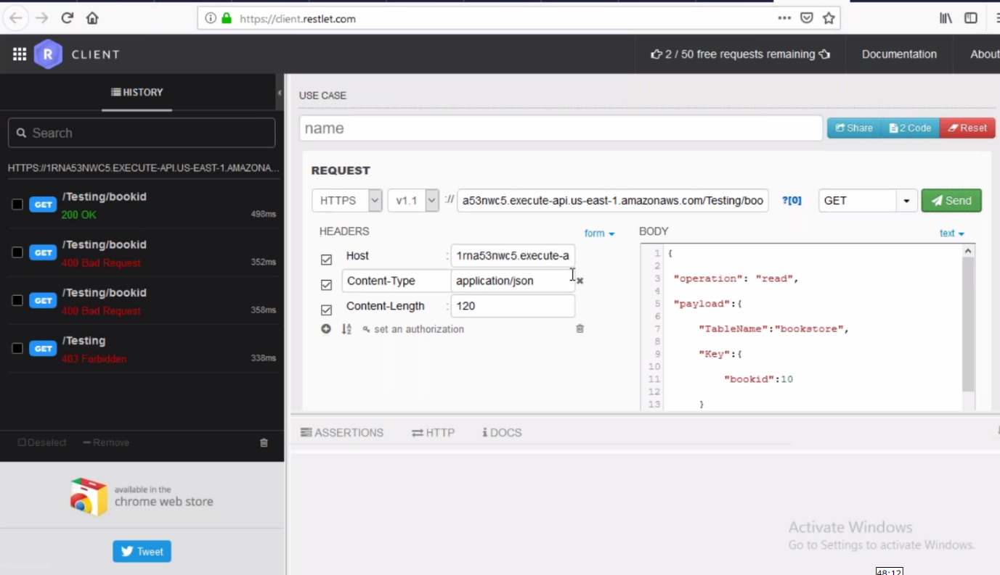 https://client.restlet.com
R CLIENT
2 / 50 free requests remaining
Documentation
About
HISTORY
Search
HTTPS://1RNA53NWC5.EXECUTE-API.US-EAST-1.AMAZONA...
GET /Testing/bookid
200 OK 498ms
GET /Testing/bookid
400 Bad Request 352ms
GET /Testing/bookid
400 Bad Request 358ms
GET /Testing
403 Forbidden 338ms
Deselect Remove
available in the
chrome web store
Tweet
USE CASE
name
Share 2 Code Reset
REQUEST
HTTPS v1.1 :// a53nwc5.execute-api.us-east-1.amazonaws.com/Testing/boo ?[0] GET Send
HEADERS form
Host : 1rna53nwc5.execute-a
Content-Type application/json
Content-Length : 120
set an authorization
BODY text
1 {
2
3 "operation": "read",
4
5 "payload":{
6
7 "TableName":"bookstore",
8
9 "Key":{
10
11 "bookid":10
12
13 }
ASSERTIONS HTTP DOCS
Activate Windows
Go to Settings to activate Windows.
48:12